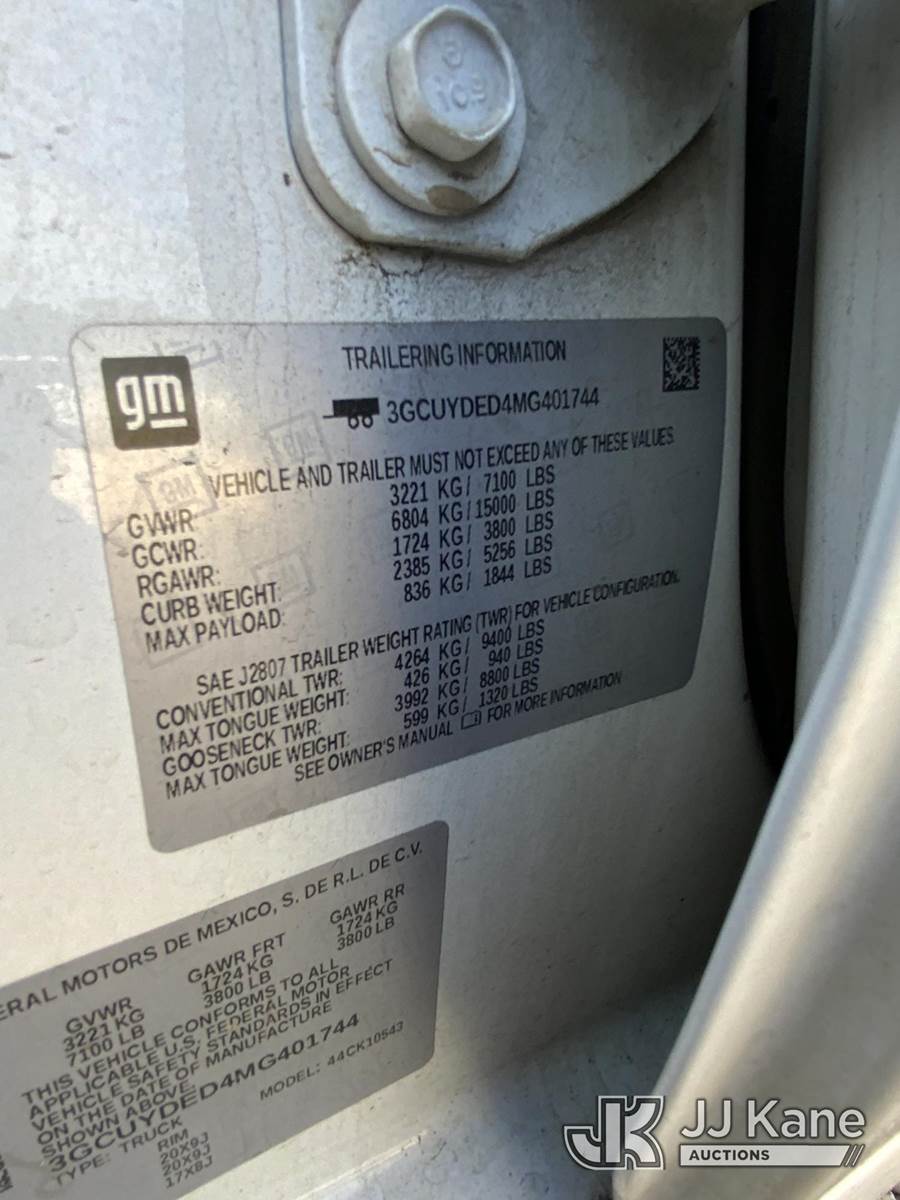 8
10.9
gm
TRAILERING INFORMATION
3GCUYDED4MG401744
VEHICLE AND TRAILER MUST NOT EXCEED ANY OF THESE VALUES
GVWR: 3221 KG/ 7100 LBS
GCWR: 6804 KG/ 15000 LBS
RGAWR: 1724 KG/ 3800 LBS
CURB WEIGHT: 2385 KG/ 5256 LBS
MAX PAYLOAD: 836 KG/ 1844 LBS
SAE J2807 TRAILER WEIGHT RATING (TWR) FOR VEHICLE CONFIGURATION.
CONVENTIONAL TWR: 4264 KG/ 9400 LBS
MAX TONGUE WEIGHT: 426 KG/ 940 LBS
GOOSENECK TWR: 3992 KG/ 8800 LBS
MAX TONGUE WEIGHT: 599 KG/ 1320 LBS
SEE OWNER'S MANUAL FOR MORE INFORMATION
ERAL MOTORS DE MEXICO, S. DE R.L. DE C.V.
GVWR GAWR FRT GAWR RR
3221 KG 1724 KG 1724 KG
7100 LB 3800 LB 3800 LB
THIS VEHICLE CONFORMS TO ALL
APPLICABLE U.S. FEDERAL MOTOR
VEHICLE SAFETY STANDARDS IN EFFECT
ON THE DATE OF MANUFACTURE
SHOWN ABOVE.
3GCUYDED4MG401744
TYPE: TRUCK MODEL: 44CK10543
RIM
20X9J
20X9J
17X8J
JK JJ Kane
AUCTIONS